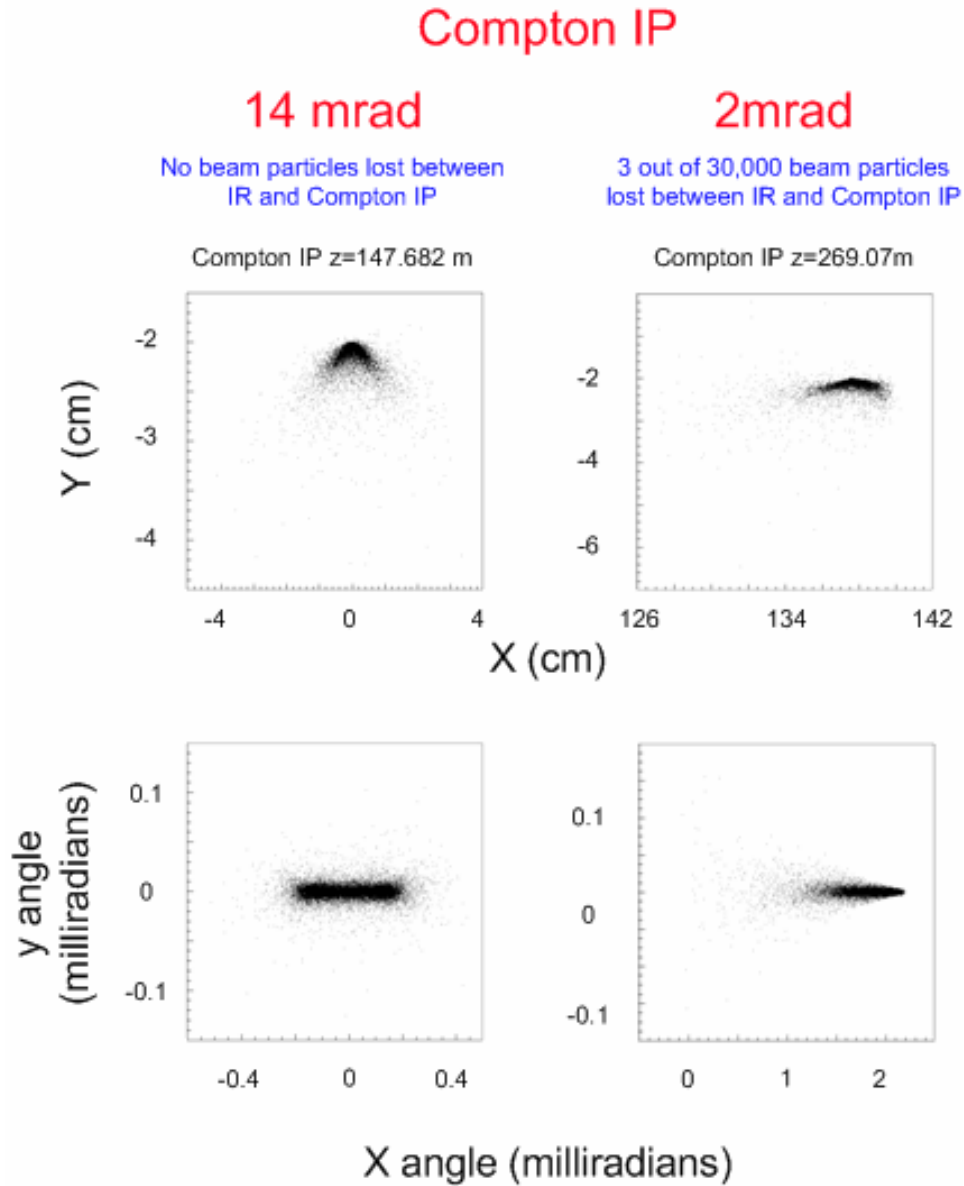 Compton IP
14 mrad
2mrad
No beam particles lost between
IR and Compton IP
3 out of 30,000 beam particles
lost between IR and Compton IP
Compton IP z=147.682 m
Compton IP z=269.07m
Y (cm)
-2
-3
-4
-4 0 4
-2
-4
-6
126 134 142
X (cm)
y angle
(milliradians)
0.1
0
-0.1
-0.4 0 0.4
0.1
0
-0.1
0 1 2
X angle (milliradians)